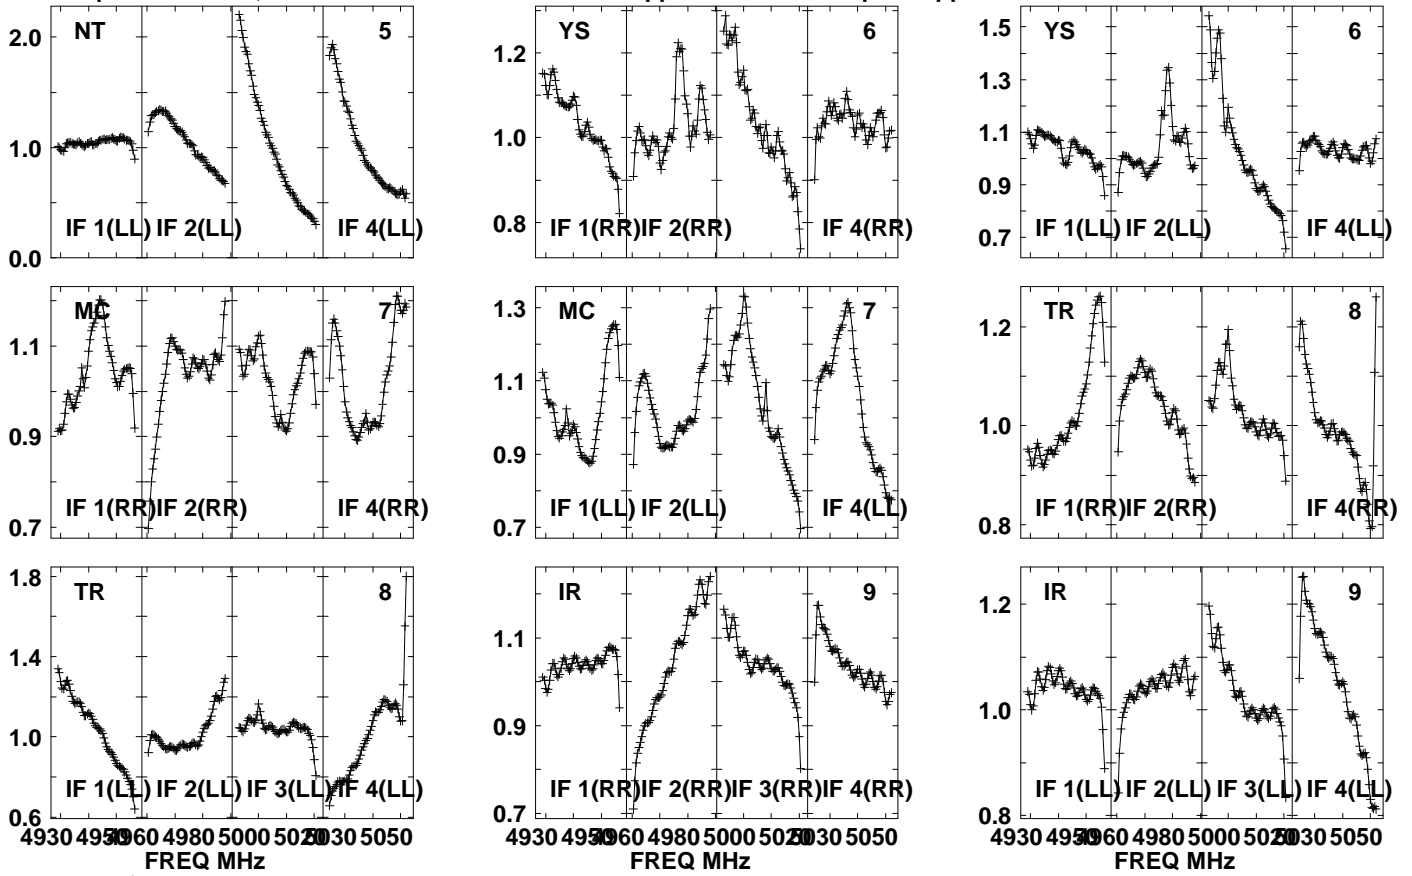 NT 5
2.0
1.0
0.0
IF 1(LL) IF 2(LL) IF 4(LL)
YS 6
1.2
1.0
0.8
IF 1(RR) IF 2(RR) IF 4(RR)
YS 6
1.5
1.3
1.1
0.9
0.7
IF 1(LL) IF 2(LL) IF 4(LL)
MC 7
1.1
0.9
0.7
IF 1(RR) IF 2(RR) IF 4(RR)
MC 7
1.3
1.1
0.9
0.7
IF 1(LL) IF 2(LL) IF 4(LL)
TR 8
1.2
1.0
0.8
IF 1(RR) IF 2(RR) IF 4(RR)
TR 8
1.8
1.6
1.4
1.2
1.0
0.8
0.6
IF 1(LL) IF 2(LL) IF 3(LL) IF 4(LL)
4930 4950 4960 4980 5000 5020 5030 5050
FREQ MHz
IR 9
1.1
0.9
0.7
IF 1(RR) IF 2(RR) IF 3(RR) IF 4(RR)
4930 4950 4960 4980 5000 5020 5030 5050
FREQ MHz
IR 9
1.2
1.0
0.8
IF 1(LL) IF 2(LL) IF 3(LL) IF 4(LL)
4930 4950 4960 4980 5000 5020 5030 5050
FREQ MHz